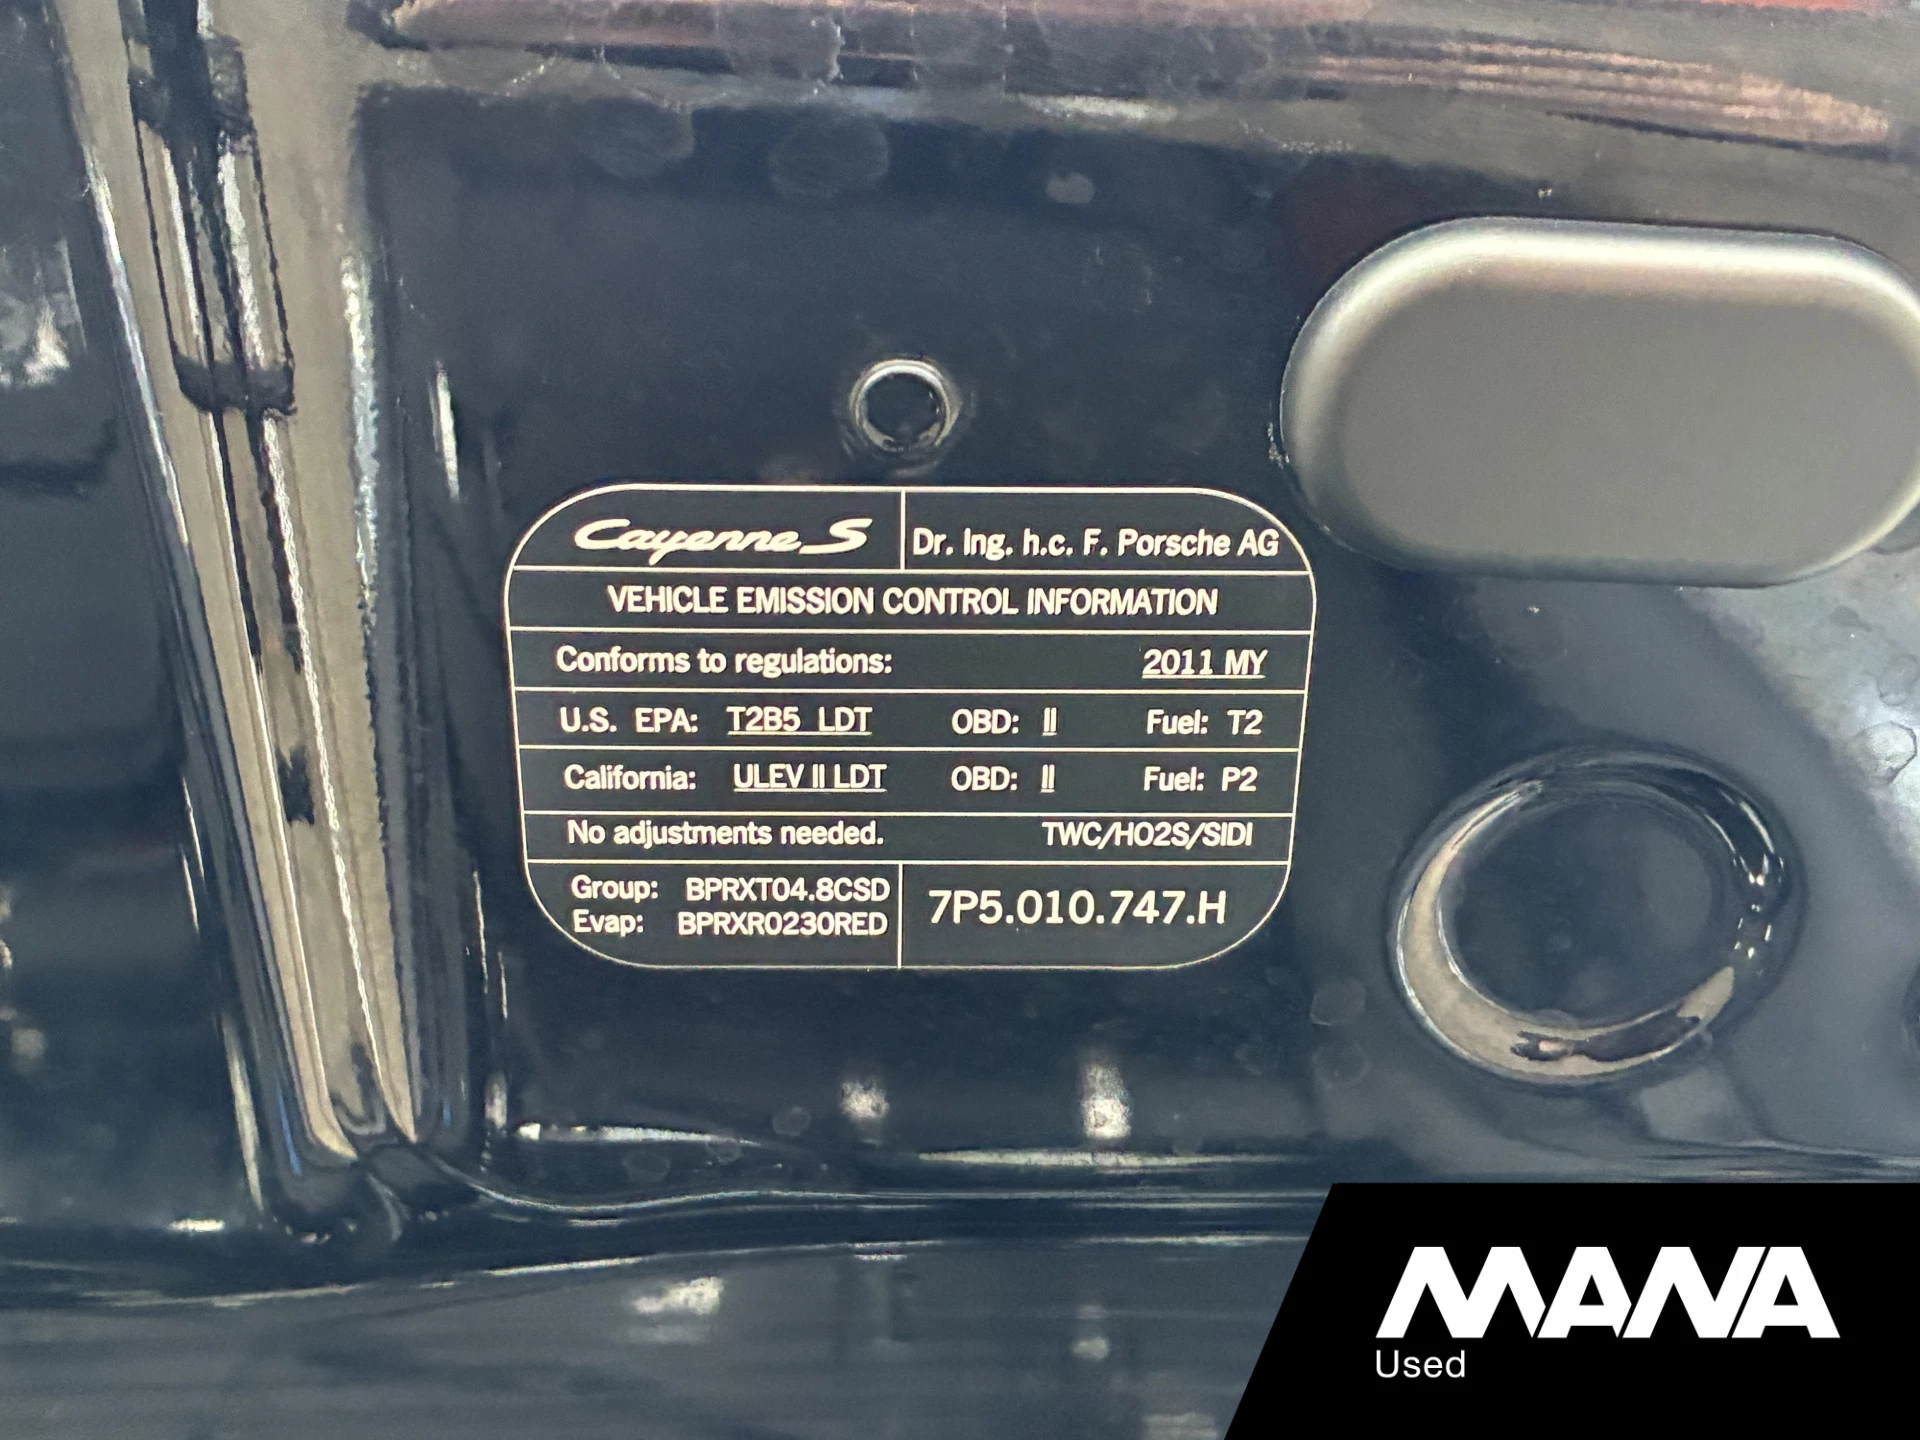 Cayenne S Dr. Ing. h.c. F. Porsche AG
VEHICLE EMISSION CONTROL INFORMATION
Conforms to regulations: 2011 MY
U.S. EPA: T2B5 LDT OBD: II Fuel: T2
California: ULEV II LDT OBD: II Fuel: P2
No adjustments needed. TWC/HO2S/SIDI
Group: BPRXT04.8CSD
Evap: BPRXR0230RED
7P5.010.747.H
MANA
Used